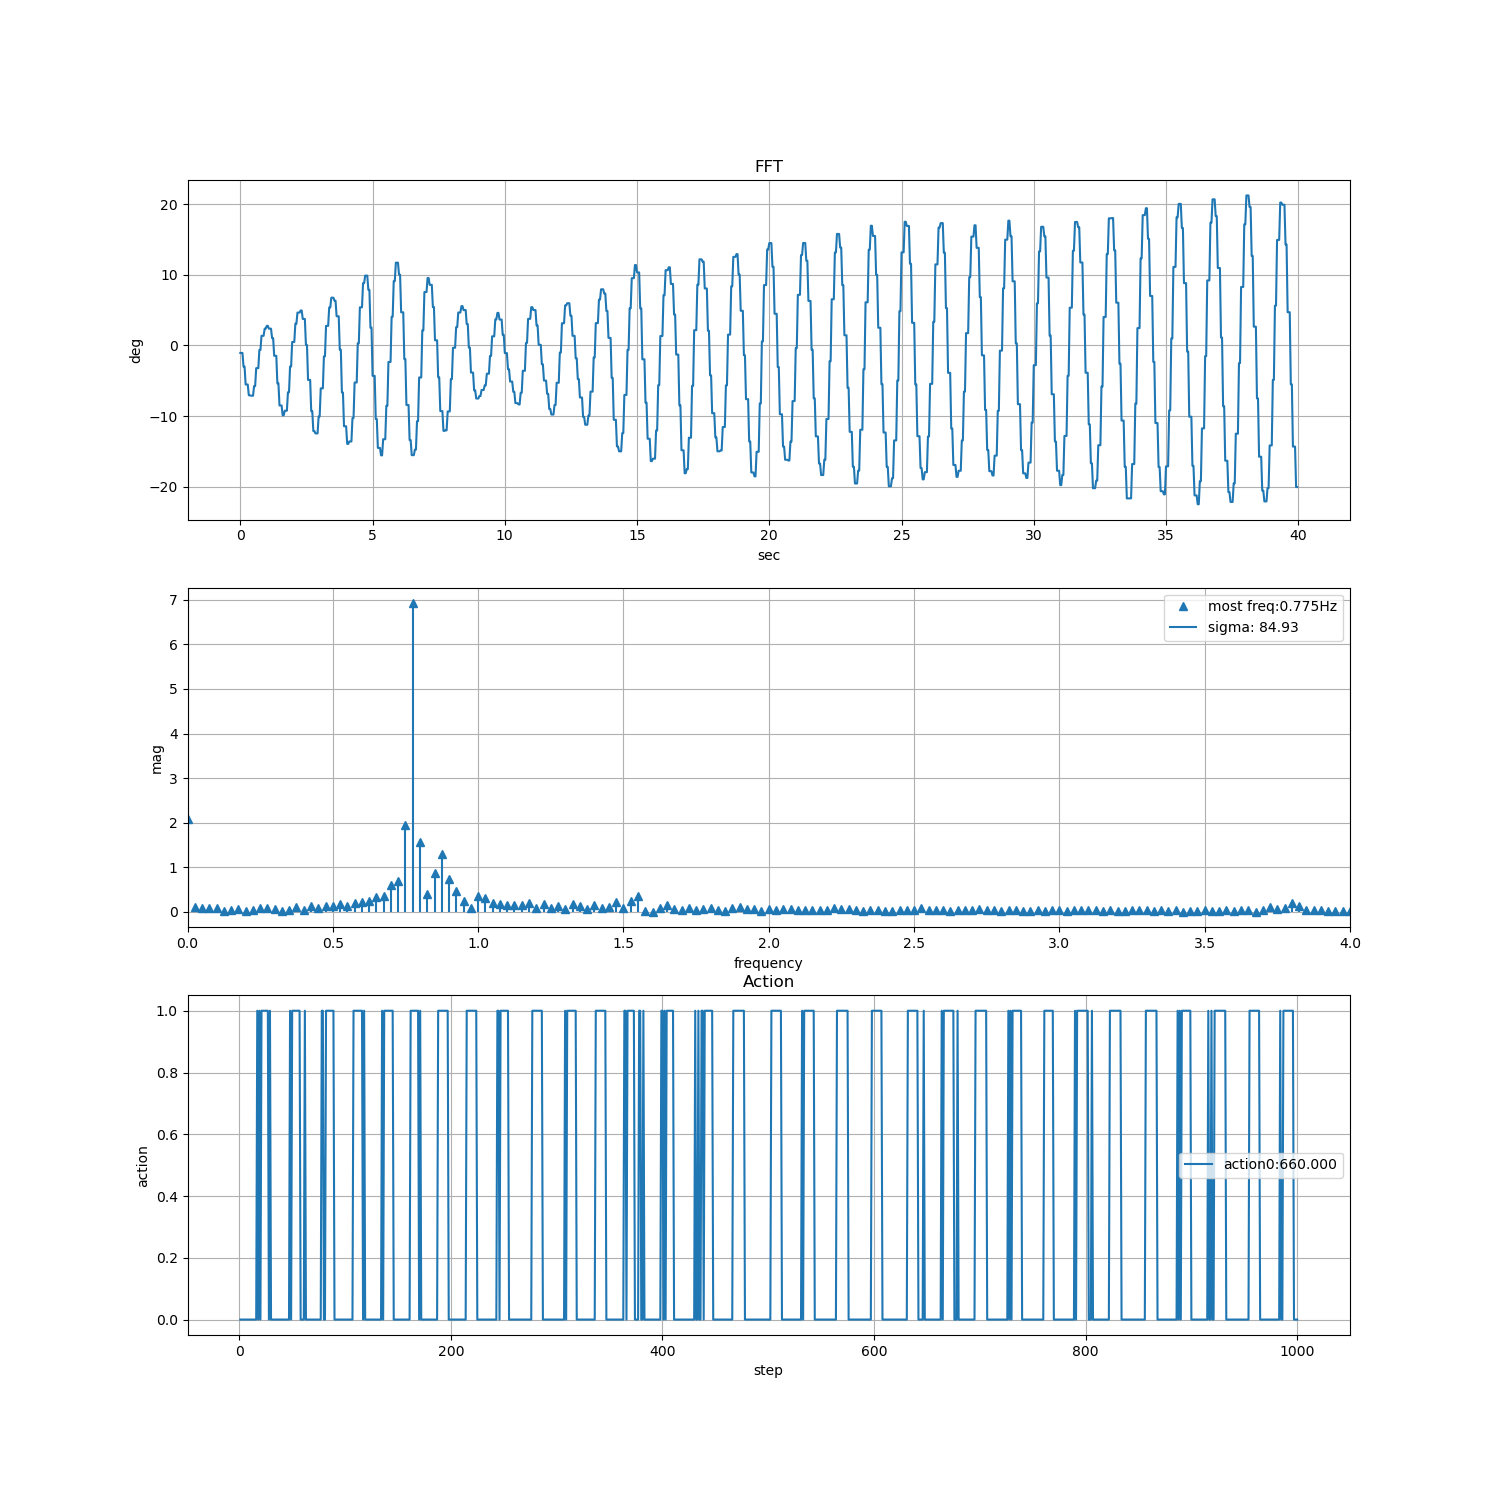 FFT
20
10
0
−10
−20
deg
0 5 10 15 20 25 30 35 40
sec
7
6
5
4
3
2
1
0
mag
most freq:0.775Hz
sigma: 84.93
0.0 0.5 1.0 1.5 2.0 2.5 3.0 3.5 4.0
frequency
Action
1.0
0.8
0.6
0.4
0.2
0.0
action
action0:660.000
0 200 400 600 800 1000
step